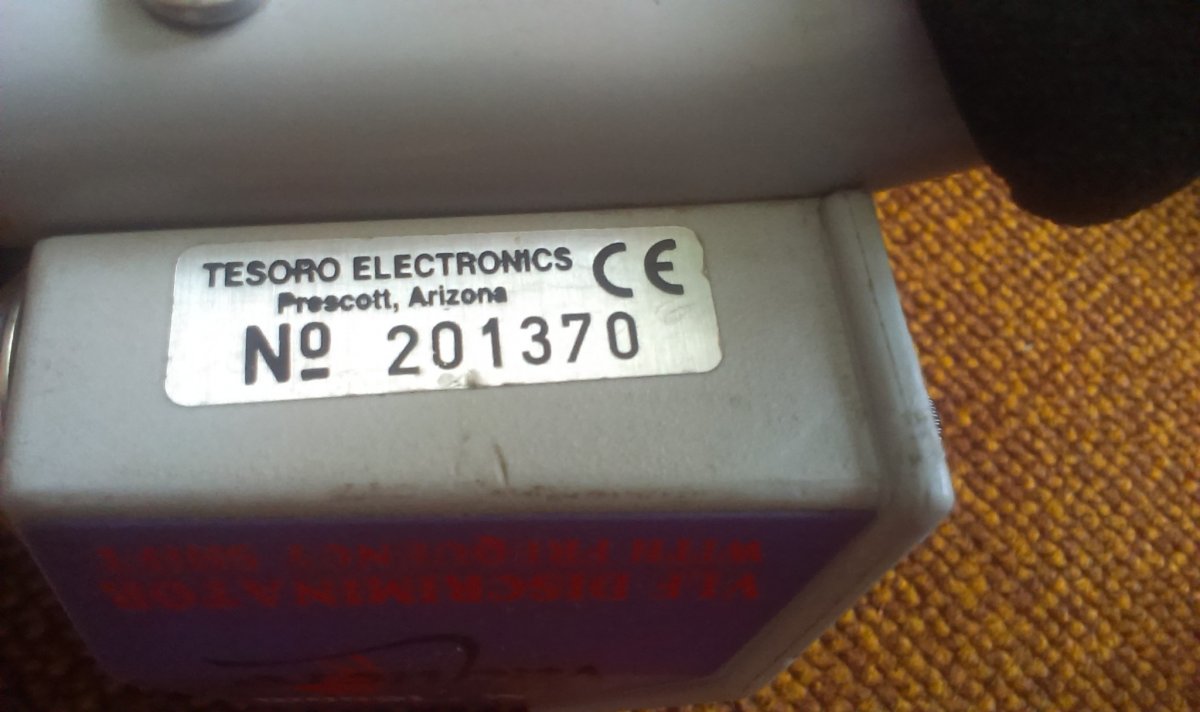 TESORO ELECTRONICS CE
Prescott, Arizona
Nº 201370
VLF DISCRIMINATOR
WITH FREQUENCY SHIFT